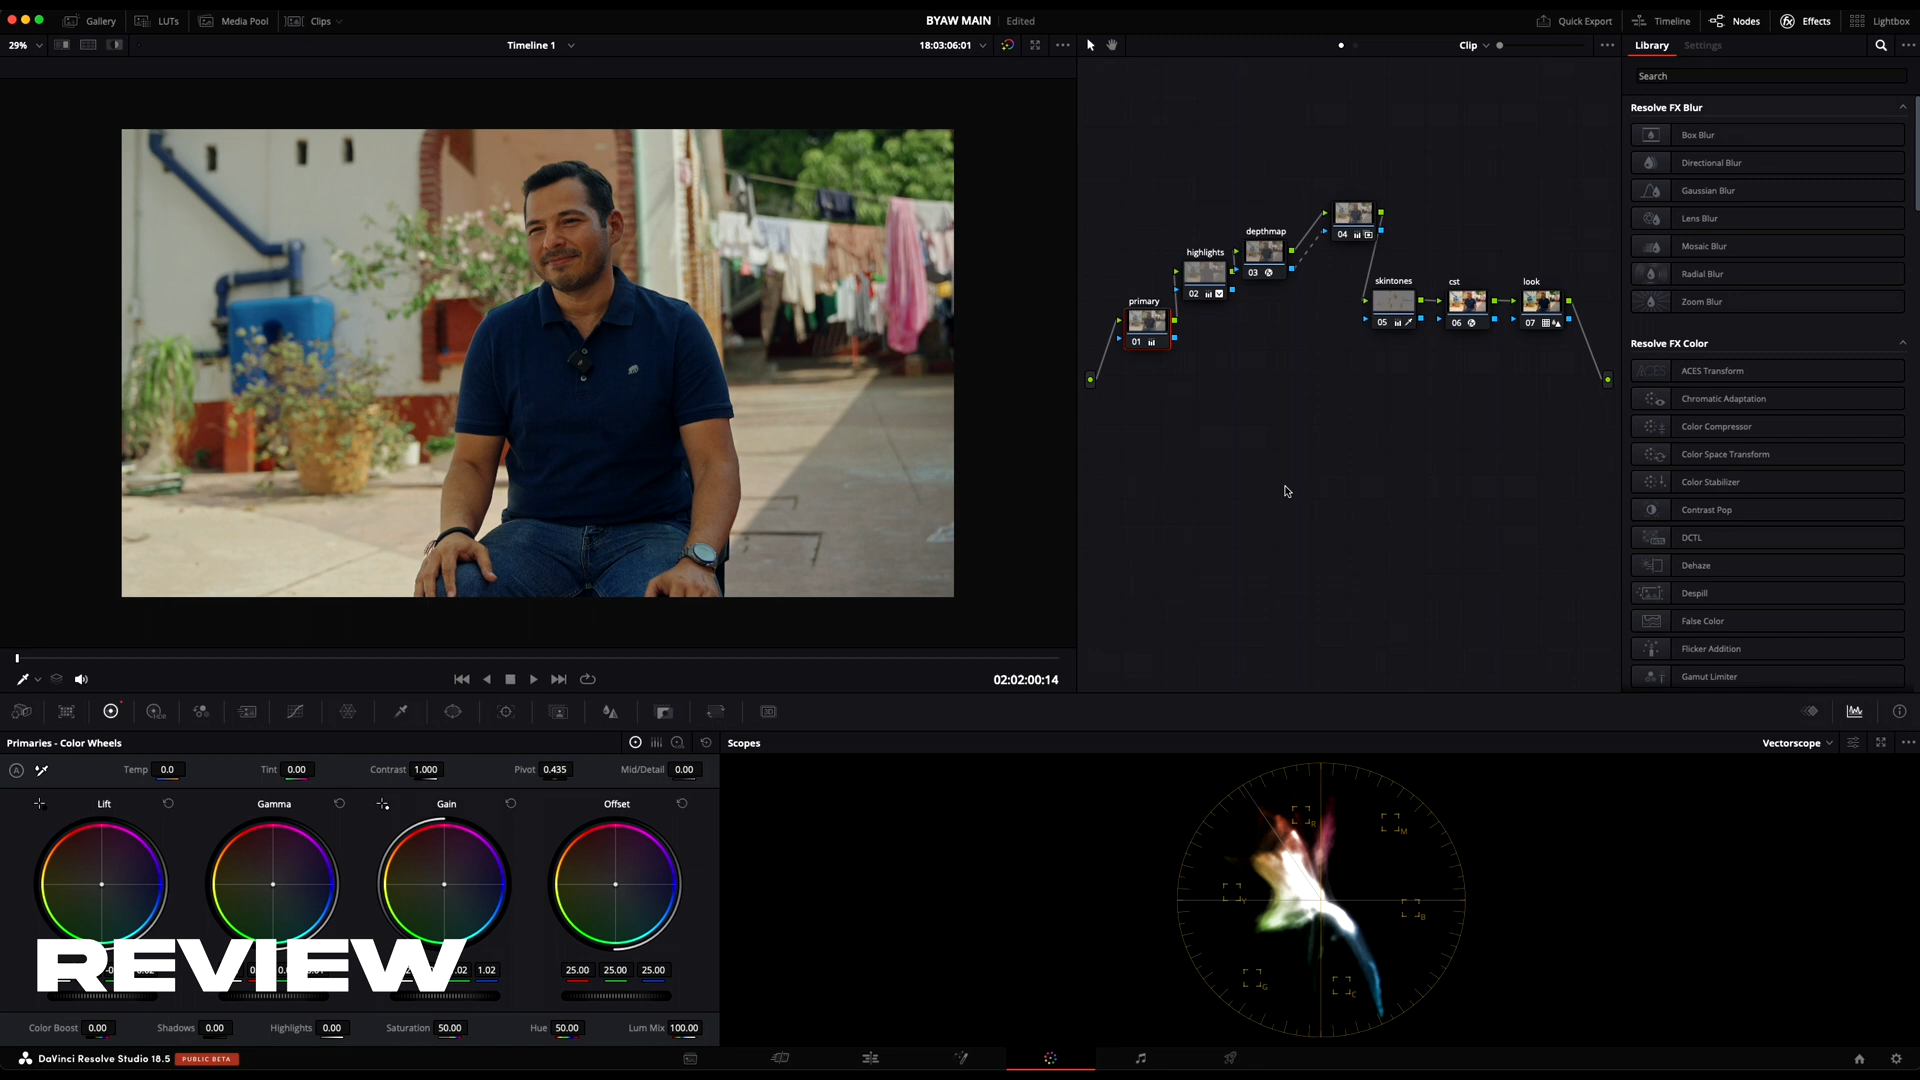 Gallery LUTs Media Pool Clips BYAW MAIN Edited Quick Export Timeline Nodes Effects Lightbox
29% Timeline 1 18:03:06:01 Clip Library Settings
Search
Resolve FX Blur
Box Blur
Directional Blur
Gaussian Blur
Lens Blur
Mosaic Blur
Radial Blur
Zoom Blur
Resolve FX Color
ACES Transform
Chromatic Adaptation
Color Compressor
Color Space Transform
Color Stabilizer
Contrast Pop
DCTL
Dehaze
Despill
False Color
Flicker Addition
Gamut Limiter
04
depthmap
03
highlights
02
primary
01
skintones cst look
05 06 07
02:02:00:14
Primaries - Color Wheels Scopes Vectorscope
Temp 0.0 Tint 0.00 Contrast 1.000 Pivot 0.435 Mid/Detail 0.00
Lift Gamma Gain Offset
R M
Y B
G C
1.02 25.00 25.00 25.00
REVIEW
Color Boost 0.00 Shadows 0.00 Highlights 0.00 Saturation 50.00 Hue 50.00 Lum Mix 100.00
DaVinci Resolve Studio 18.5 PUBLIC BETA